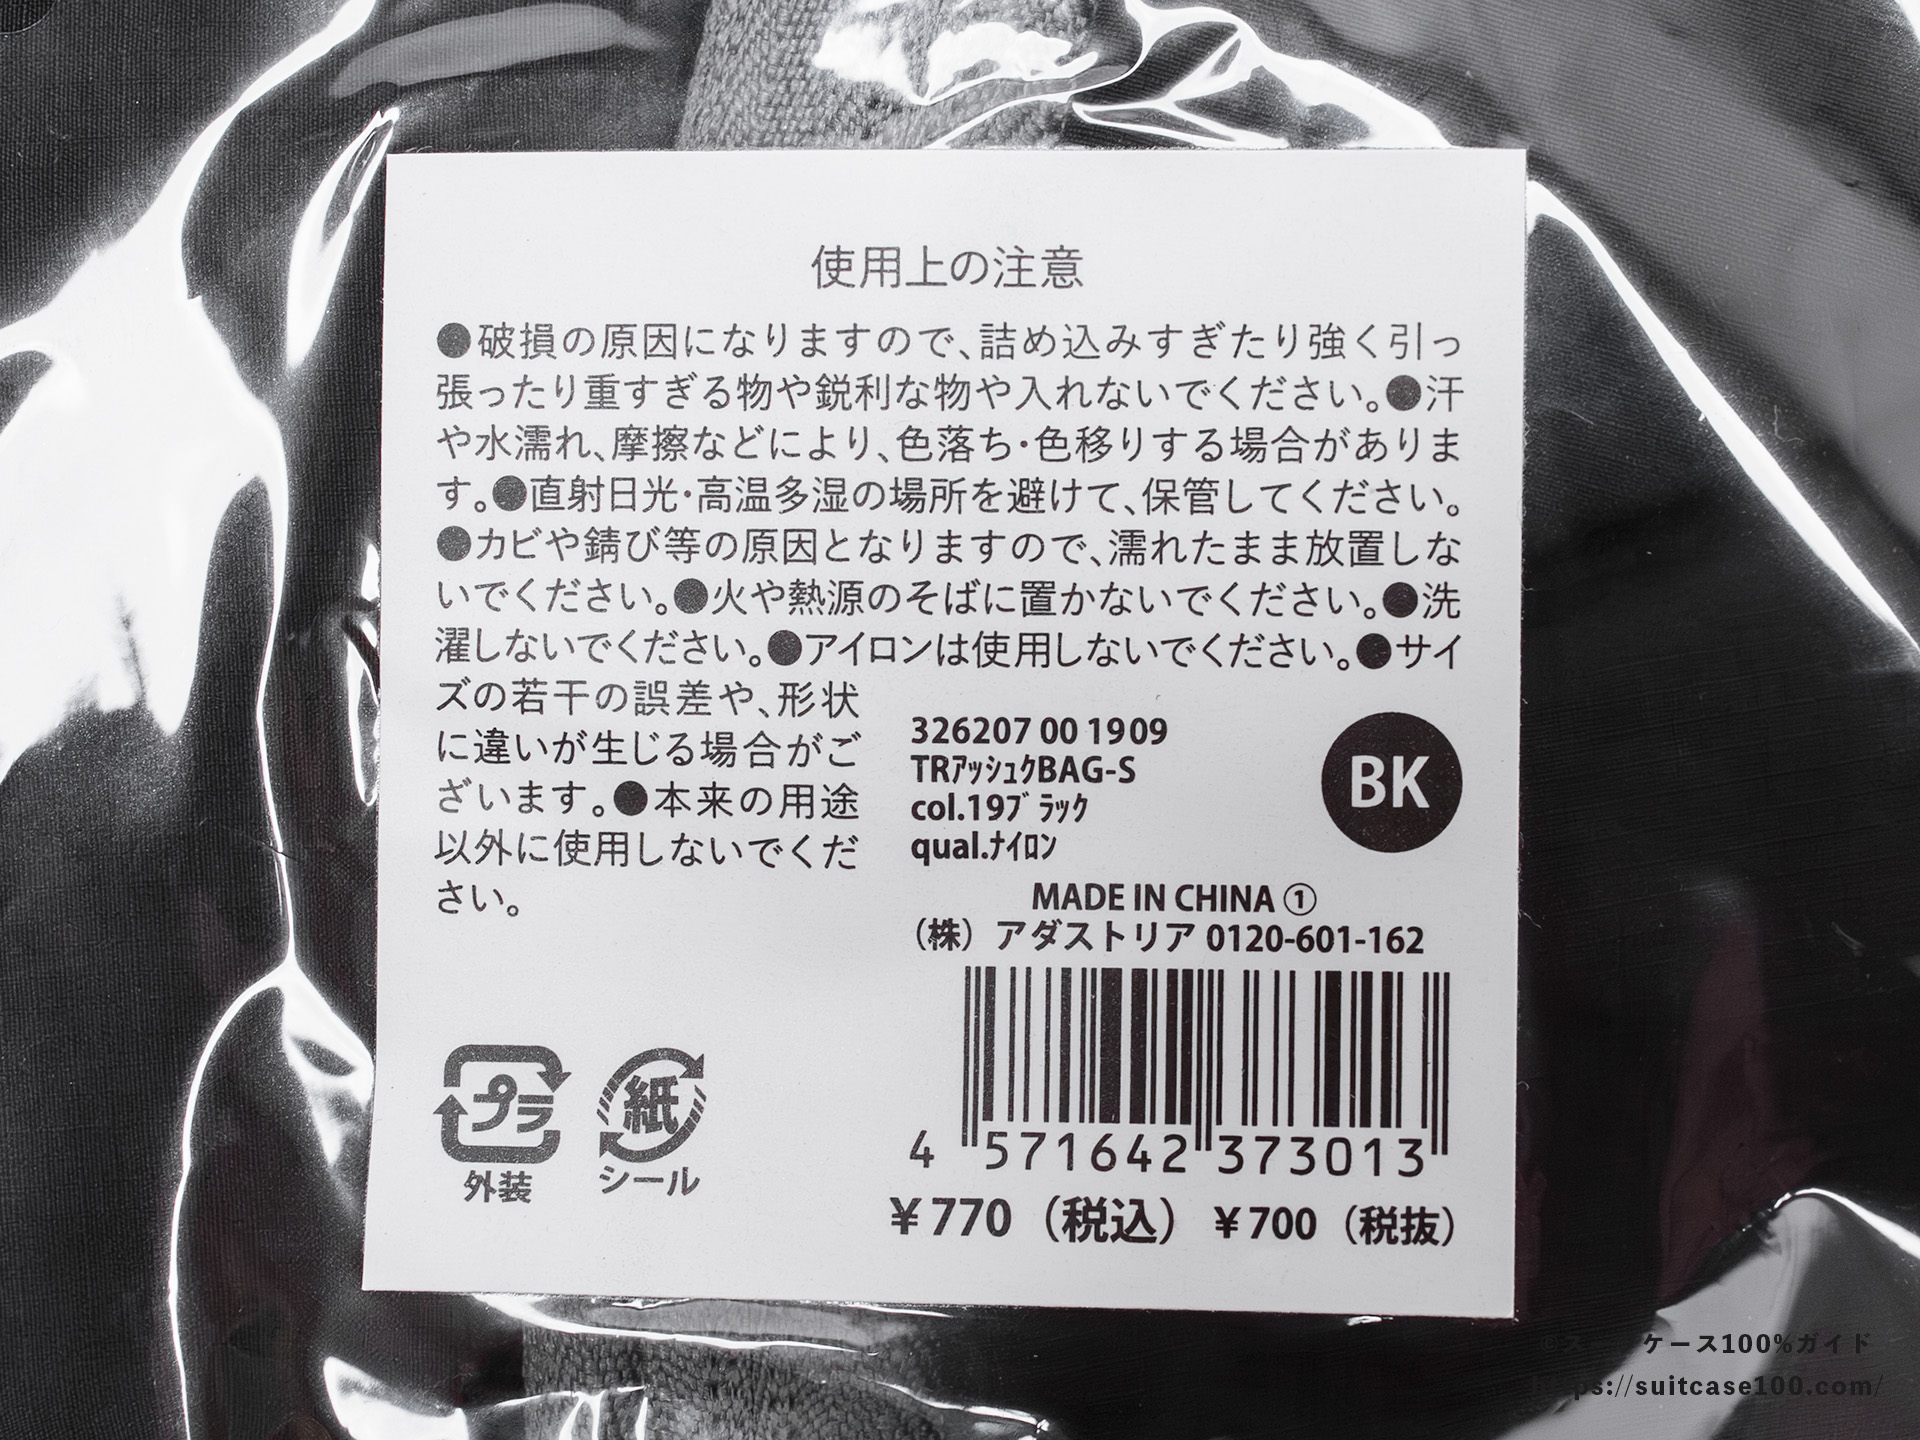 使用上の注意
●破損の原因になりますので、詰め込みすぎたり強く引っ
張ったり重すぎる物や鋭利な物や入れないでください。●汗
や水濡れ、摩擦などにより、色落ち・色移りする場合がありま
す。●直射日光・高温多湿の場所を避けて、保管してください。
●カビや錆び等の原因となりますので、濡れたまま放置しな
いでください。●火や熱源のそばに置かないでください。●洗
濯しないでください。●アイロンは使用しないでください。●サイ
ズの若干の誤差や、形状
に違いが生じる場合がご
ざいます。●本来の用途
以外に使用しないでくだ
さい。
326207 00 1909
TRｱｯｼｭｸBAG-S
col.19ﾌﾞﾗｯｸ
qual.ﾅｲﾛﾝ
BK
MADE IN CHINA ①
（株）アダストリア 0120-601-162
4 571642 373013
¥770（税込） ¥700（税抜）
プラ
外装
紙
シール
ケース100%ガイド
ps://suitcase100.com/